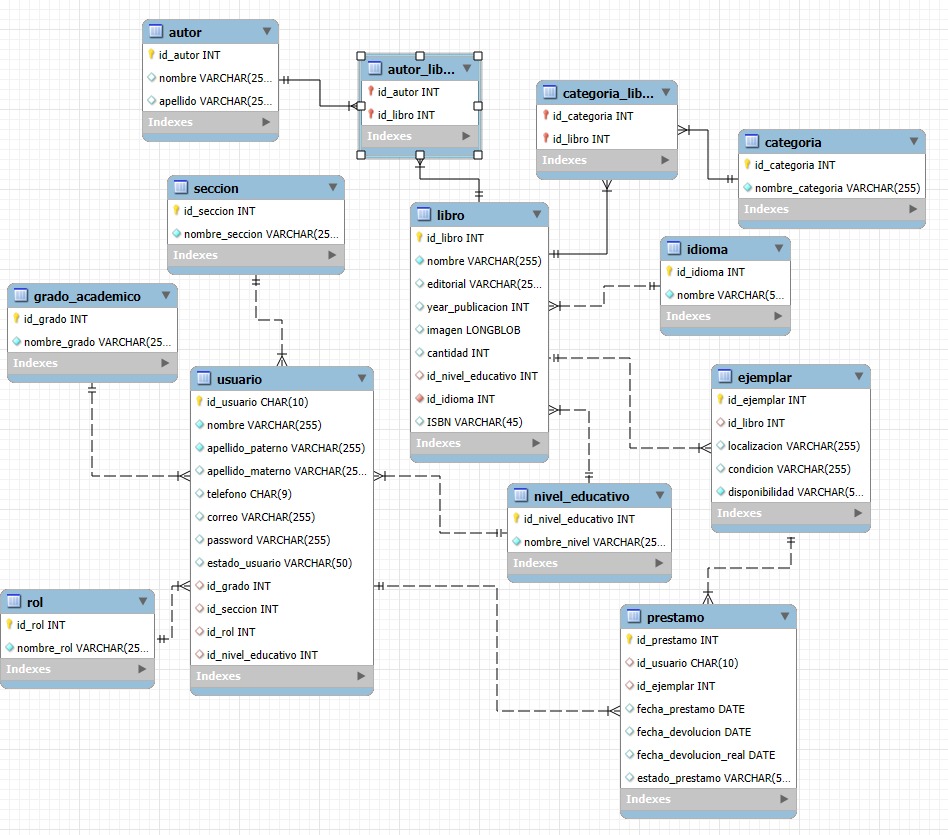 autor
id_autor INT
nombre VARCHAR(25...
apellido VARCHAR(25...
Indexes
autor_lib...
id_autor INT
id_libro INT
Indexes
categoria_lib...
id_categoria INT
id_libro INT
Indexes
categoria
id_categoria INT
nombre_categoria VARCHAR(255)
Indexes
seccion
id_seccion INT
nombre_seccion VARCHAR(25...
Indexes
libro
id_libro INT
nombre VARCHAR(255)
editorial VARCHAR(25...
year_publicacion INT
imagen LONGBLOB
cantidad INT
id_nivel_educativo INT
id_idioma INT
ISBN VARCHAR(45)
Indexes
idioma
id_idioma INT
nombre VARCHAR(5...
Indexes
grado_academico
id_grado INT
nombre_grado VARCHAR(25...
Indexes
usuario
id_usuario CHAR(10)
nombre VARCHAR(255)
apellido_paterno VARCHAR(255)
apellido_materno VARCHAR(25...
telefono CHAR(9)
correo VARCHAR(255)
password VARCHAR(255)
estado_usuario VARCHAR(50)
id_grado INT
id_seccion INT
id_rol INT
id_nivel_educativo INT
Indexes
ejemplar
id_ejemplar INT
id_libro INT
localizacion VARCHAR(255)
condicion VARCHAR(255)
disponibilidad VARCHAR(5...
Indexes
nivel_educativo
id_nivel_educativo INT
nombre_nivel VARCHAR(25...
Indexes
rol
id_rol INT
nombre_rol VARCHAR(25...
Indexes
prestamo
id_prestamo INT
id_usuario CHAR(10)
id_ejemplar INT
fecha_prestamo DATE
fecha_devolucion DATE
fecha_devolucion_real DATE
estado_prestamo VARCHAR(5...
Indexes